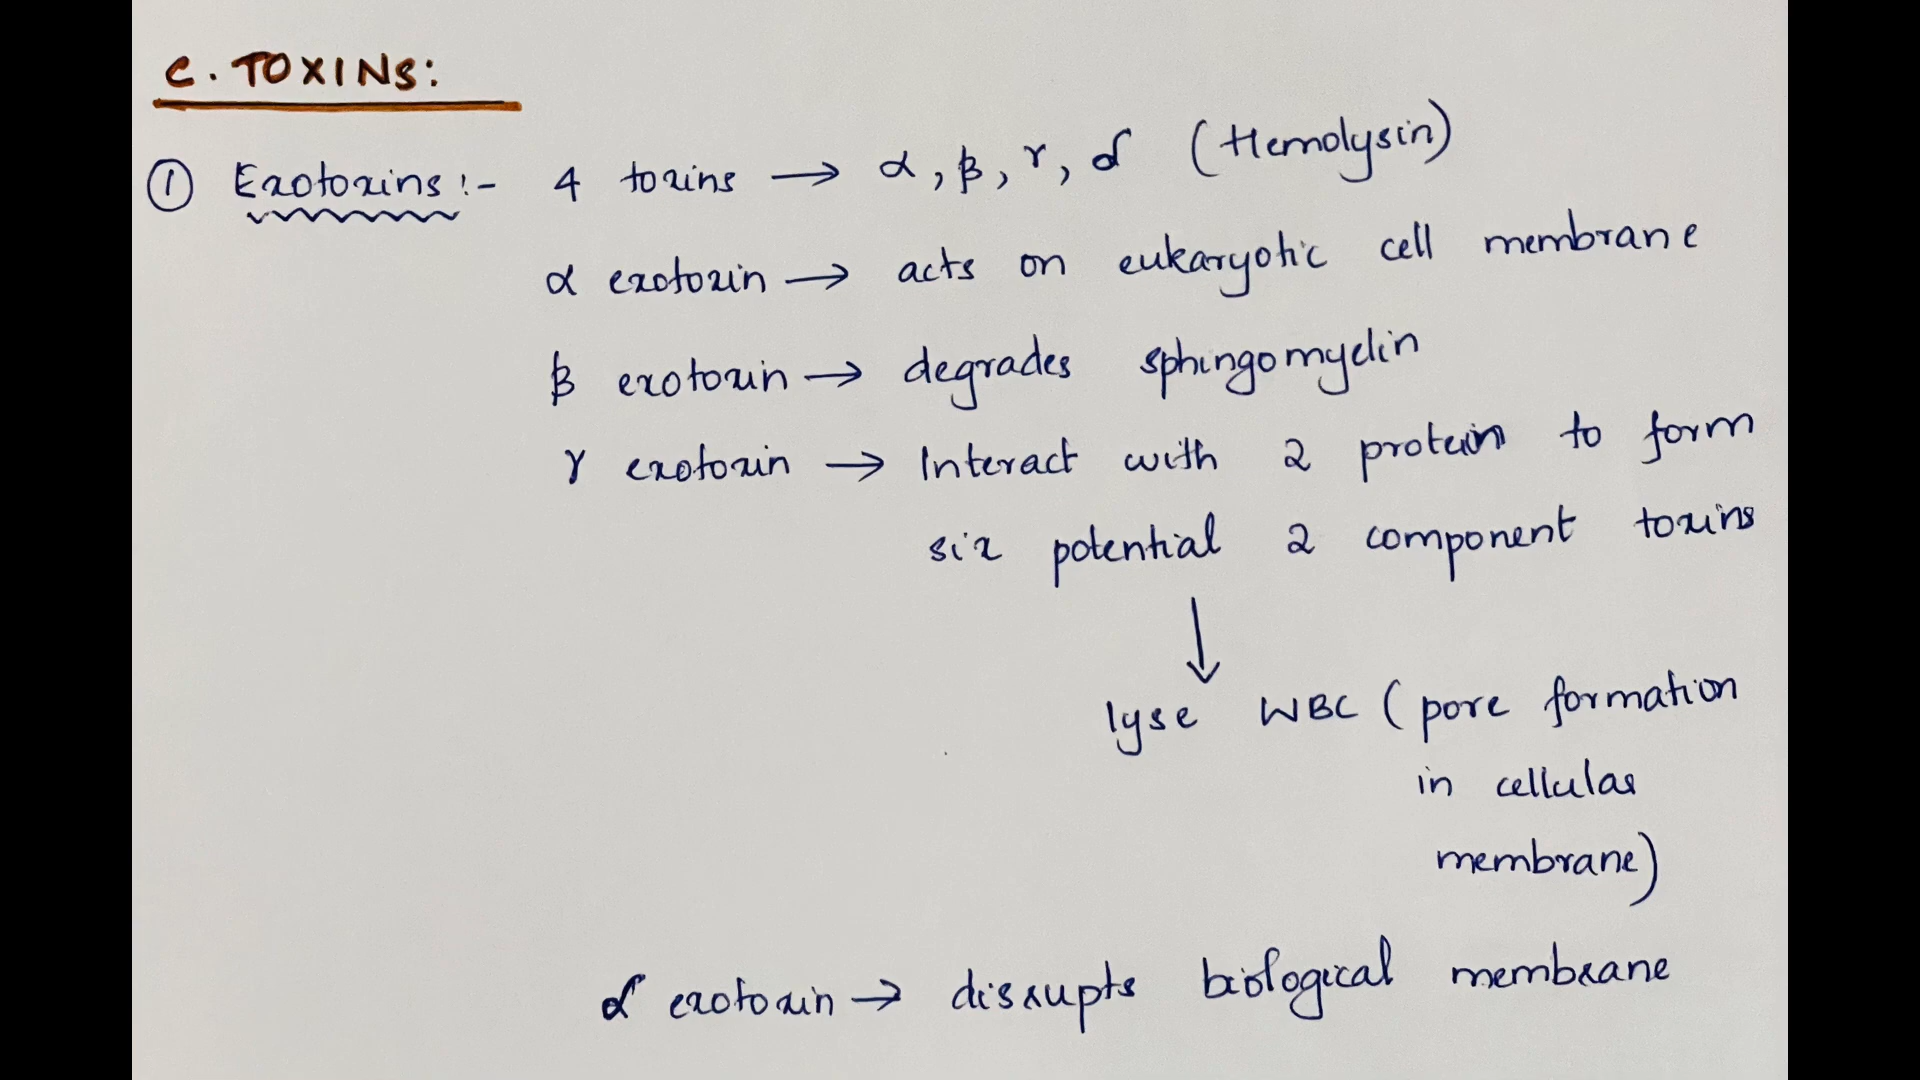 C. TOXINS:
① Exotoxins:- 4 toxins → α, β, γ, δ (Hemolysin)
α exotoxin → acts on eukaryotic cell membrane
β exotoxin → degrades sphingomyelin
γ exotoxin → Interact with 2 protein to form
six potential 2 component toxins
↓
lyse WBC (pore formation
in cellular
membrane)
δ exotoxin → disrupts biological membrane